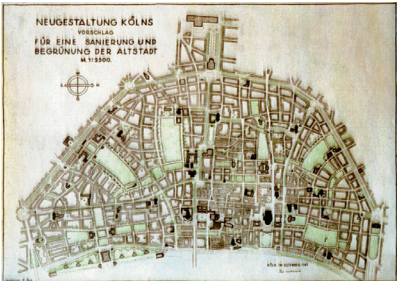 NEUGESTALTUNG KÖLNS
VORSCHLAG
FÜR EINE SANIERUNG UND
BEGRÜNUNG DER ALTSTADT
M. 1:2500.